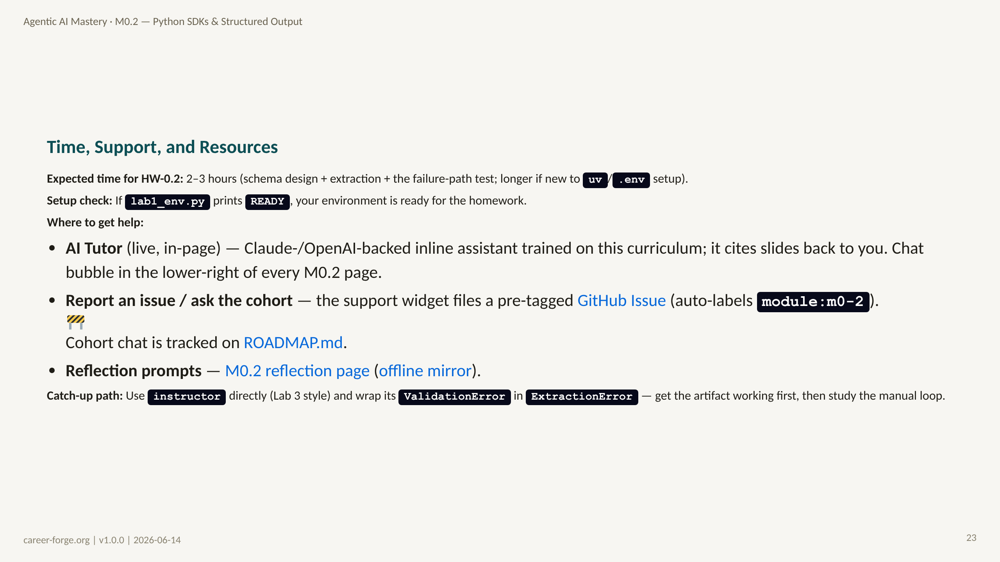 Agentic AI Mastery · M0.2 — Python SDKs & Structured Output
Time, Support, and Resources
Expected time for HW-0.2: 2–3 hours (schema design + extraction + the failure-path test; longer if new to uv/.env setup).
Setup check: If lab1_env.py prints READY, your environment is ready for the homework.
Where to get help:
• AI Tutor (live, in-page) — Claude-/OpenAI-backed inline assistant trained on this curriculum; it cites slides back to you. Chat
bubble in the lower-right of every M0.2 page.
• Report an issue / ask the cohort — the support widget files a pre-tagged GitHub Issue (auto-labels module:m0-2).
🚧
Cohort chat is tracked on ROADMAP.md.
• Reflection prompts — M0.2 reflection page (offline mirror).
Catch-up path: Use instructor directly (Lab 3 style) and wrap its ValidationError in ExtractionError — get the artifact working first, then study the manual loop.
career-forge.org | v1.0.0 | 2026-06-14
23